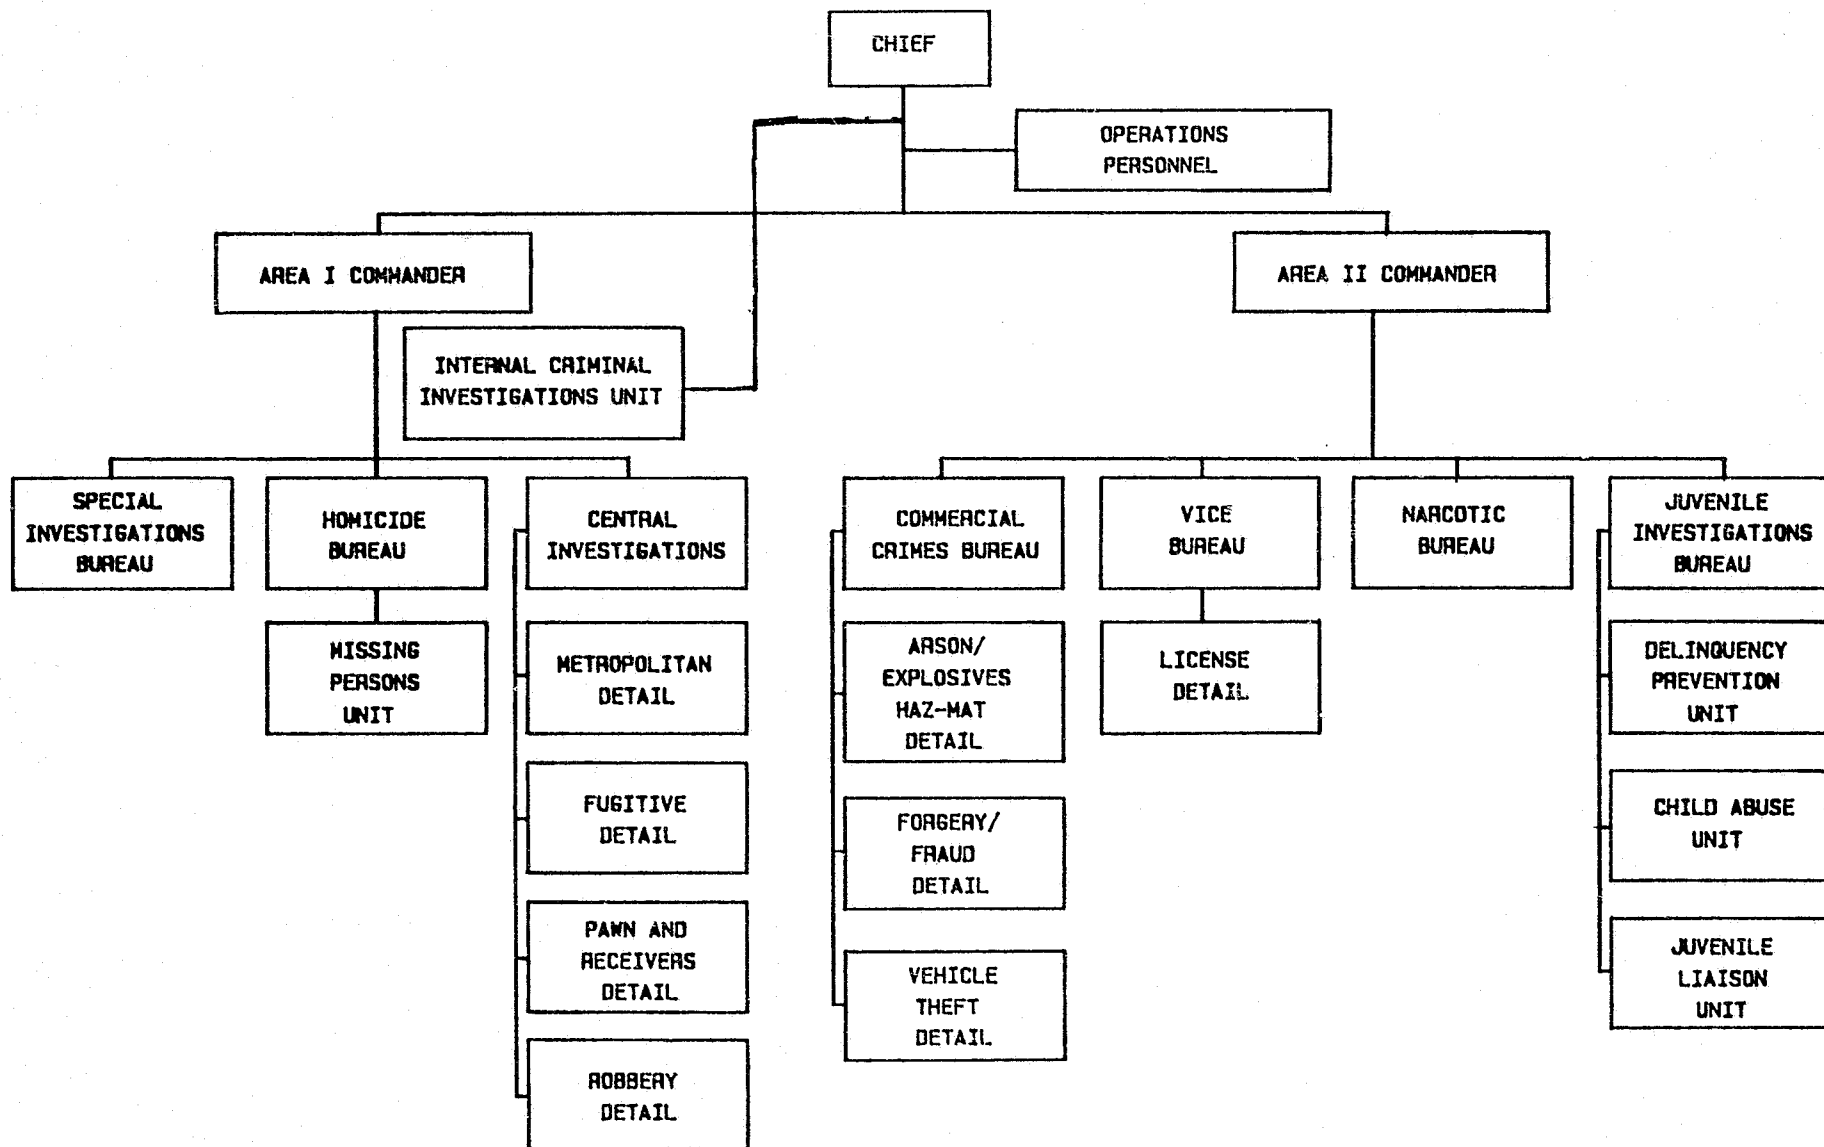 CHIEF
OPERATIONS
PERSONNEL
AREA I COMMANDER
AREA II COMMANDER
INTERNAL CRIMINAL
INVESTIGATIONS UNIT
SPECIAL
INVESTIGATIONS
BUREAU
HOMICIDE
BUREAU
CENTRAL
INVESTIGATIONS
COMMERCIAL
CRIMES BUREAU
VICE
BUREAU
NARCOTIC
BUREAU
JUVENILE
INVESTIGATIONS
BUREAU
MISSING
PERSONS
UNIT
METROPOLITAN
DETAIL
ARSON/
EXPLOSIVES
HAZ-MAT
DETAIL
LICENSE
DETAIL
DELINQUENCY
PREVENTION
UNIT
FUGITIVE
DETAIL
FORGERY/
FRAUD
DETAIL
CHILD ABUSE
UNIT
PAWN AND
RECEIVERS
DETAIL
VEHICLE
THEFT
DETAIL
JUVENILE
LIAISON
UNIT
ROBBERY
DETAIL